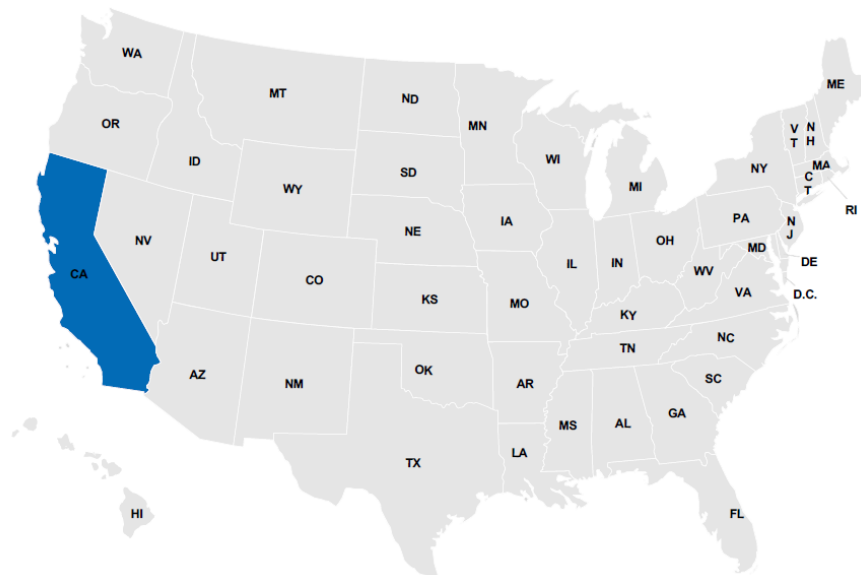 WA
MT
ND
MN
ME
OR
ID
WY
SD
WI
MI
NY
V
T
N
H
MA
C
T
RI
NV
UT
CA
CO
NE
IA
IL
IN
OH
PA
N
J
MD
DE
WV
VA
D.C.
KS
MO
KY
AZ
NM
OK
AR
TN
NC
SC
TX
LA
MS
AL
GA
HI
FL